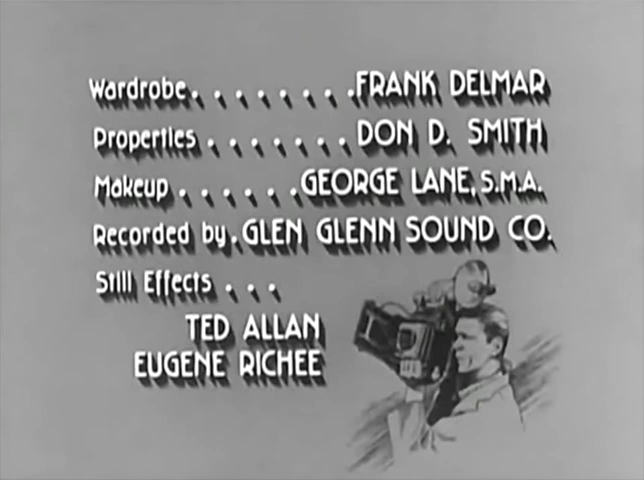 Wardrobe. . . . . . . .FRANK DELMAR
Properties . . . . . . . DON D. SMITH
Makeup . . . . . .GEORGE LANE, S.M.A.
Recorded by. GLEN GLENN SOUND CO.
Still Effects . . .
TED ALLAN
EUGENE RICHEE